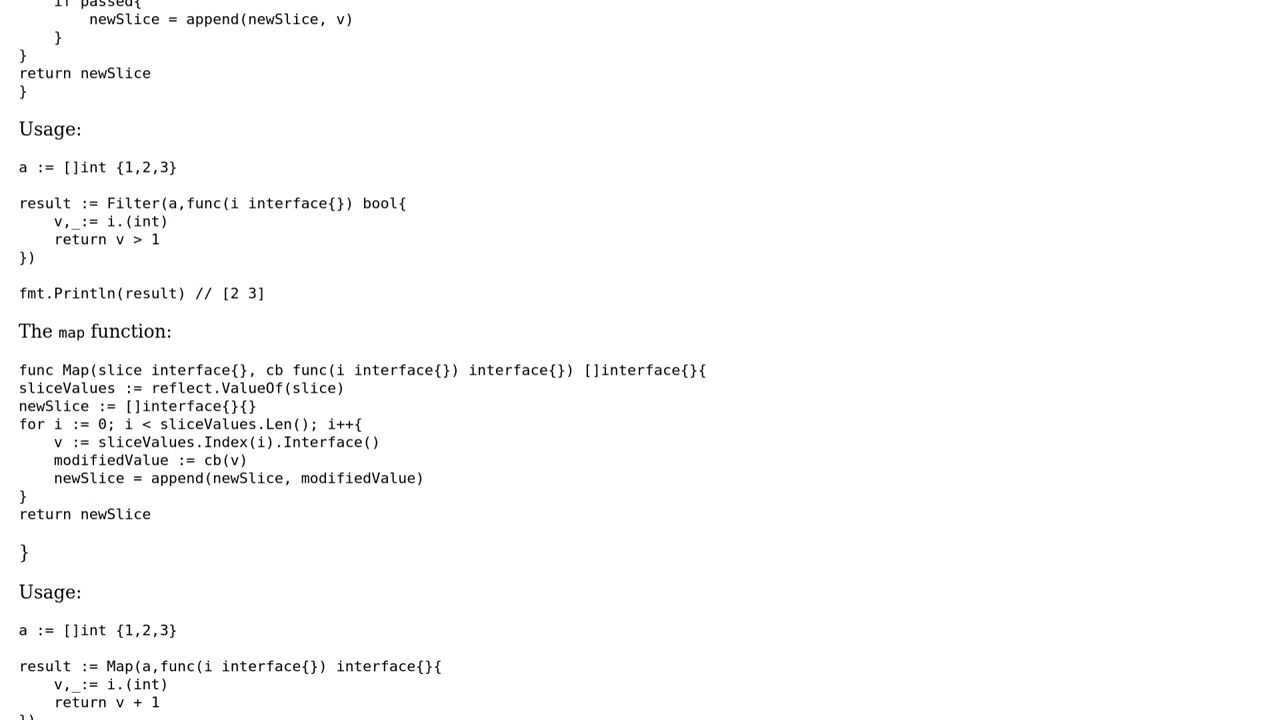 if passed{
        newSlice = append(newSlice, v)
    }
}
return newSlice
}
Usage:
a := []int {1,2,3}
result := Filter(a,func(i interface{}) bool{
    v,_:= i.(int)
    return v > 1
})
fmt.Println(result) // [2 3]
The map function:
func Map(slice interface{}, cb func(i interface{}) interface{}) []interface{}{
sliceValues := reflect.ValueOf(slice)
newSlice := []interface{}{}
for i := 0; i < sliceValues.Len(); i++{
    v := sliceValues.Index(i).Interface()
    modifiedValue := cb(v)
    newSlice = append(newSlice, modifiedValue)
}
return newSlice
}
Usage:
a := []int {1,2,3}
result := Map(a,func(i interface{}) interface{}{
    v,_:= i.(int)
    return v + 1
})